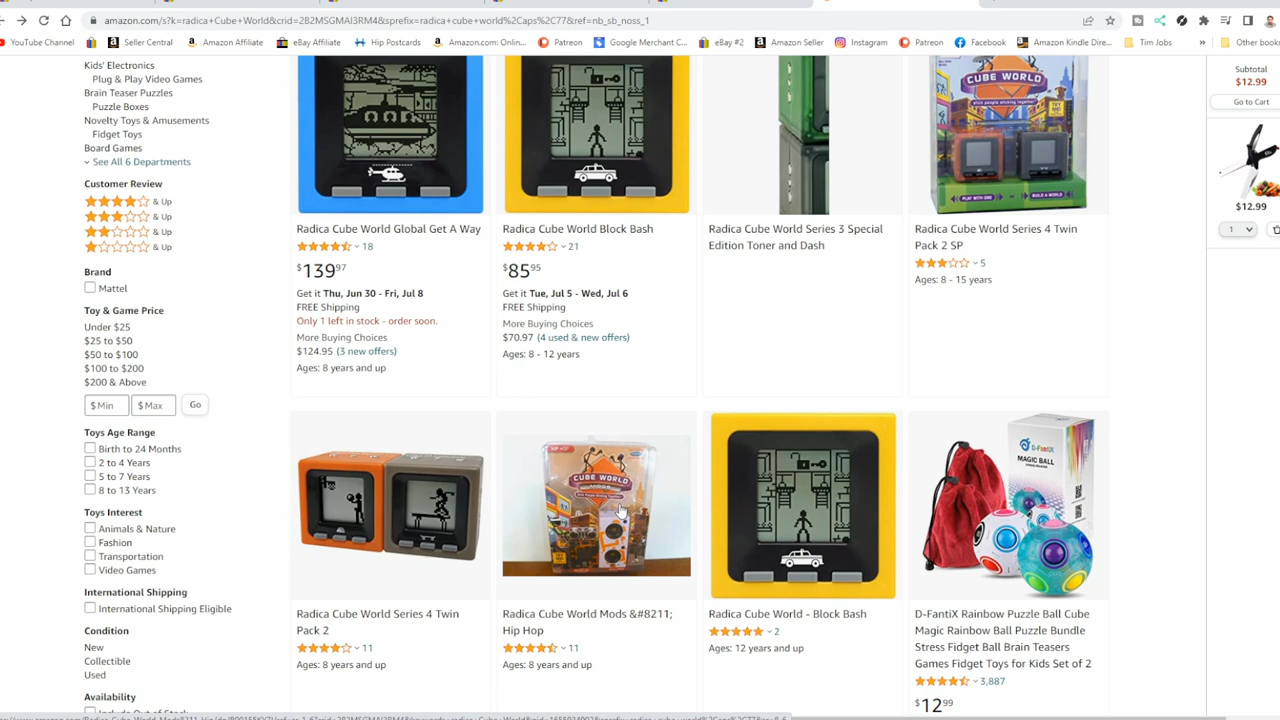 amazon.com/s?k=radica+Cube+World&crid=282MSGMAI3RM4&sprefix=radica+cube+world%2Caps%2C77&ref=nb_sb_noss_1
YouTube Channel
Seller Central
Amazon Affiliate
eBay Affiliate
Hip Postcards
Amazon.com: Onlin...
Patreon
Google Merchant C...
eBay #2
Amazon Seller
Instagram
Patreon
Facebook
Amazon Kindle Dire...
Tim Jobs
»
Other book
Kids' Electronics
Plug & Play Video Games
Brain Teaser Puzzles
Puzzle Boxes
Novelty Toys & Amusements
Fidget Toys
Board Games
See All 6 Departments
Customer Review
& Up
& Up
& Up
& Up
Brand
Mattel
Toy & Game Price
Under $25
$25 to $50
$50 to $100
$100 to $200
$200 & Above
$ Min
$ Max
Go
Toys Age Range
Birth to 24 Months
2 to 4 Years
5 to 7 Years
8 to 13 Years
Toys Interest
Animals & Nature
Fashion
Transportation
Video Games
International Shipping
International Shipping Eligible
Condition
New
Collectible
Used
Availability
Radica Cube World Global Get A Way
18
$139 97
Get it Thu, Jun 30 - Fri, Jul 8
FREE Shipping
Only 1 left in stock - order soon.
More Buying Choices
$124.95 (3 new offers)
Ages: 8 years and up
Radica Cube World Block Bash
21
$85 95
Get it Tue, Jul 5 - Wed, Jul 6
FREE Shipping
More Buying Choices
$70.97 (4 used & new offers)
Ages: 8 - 12 years
Radica Cube World Series 3 Special
Edition Toner and Dash
CUBE WORLD
PLAY WITH ONE
BUILD A WORLD
Radica Cube World Series 4 Twin
Pack 2 SP
5
Ages: 8 - 15 years
Radica Cube World Series 4 Twin
Pack 2
11
Ages: 8 years and up
CUBE WORLD
Radica Cube World Mods &#8211;
Hip Hop
11
Ages: 8 years and up
Radica Cube World - Block Bash
2
Ages: 12 years and up
D-FantiX
MAGIC BALL
D-FantiX Rainbow Puzzle Ball Cube
Magic Rainbow Ball Puzzle Bundle
Stress Fidget Ball Brain Teasers
Games Fidget Toys for Kids Set of 2
3,887
$12 99
Subtotal
$12.99
Go to Cart
$12.99
1